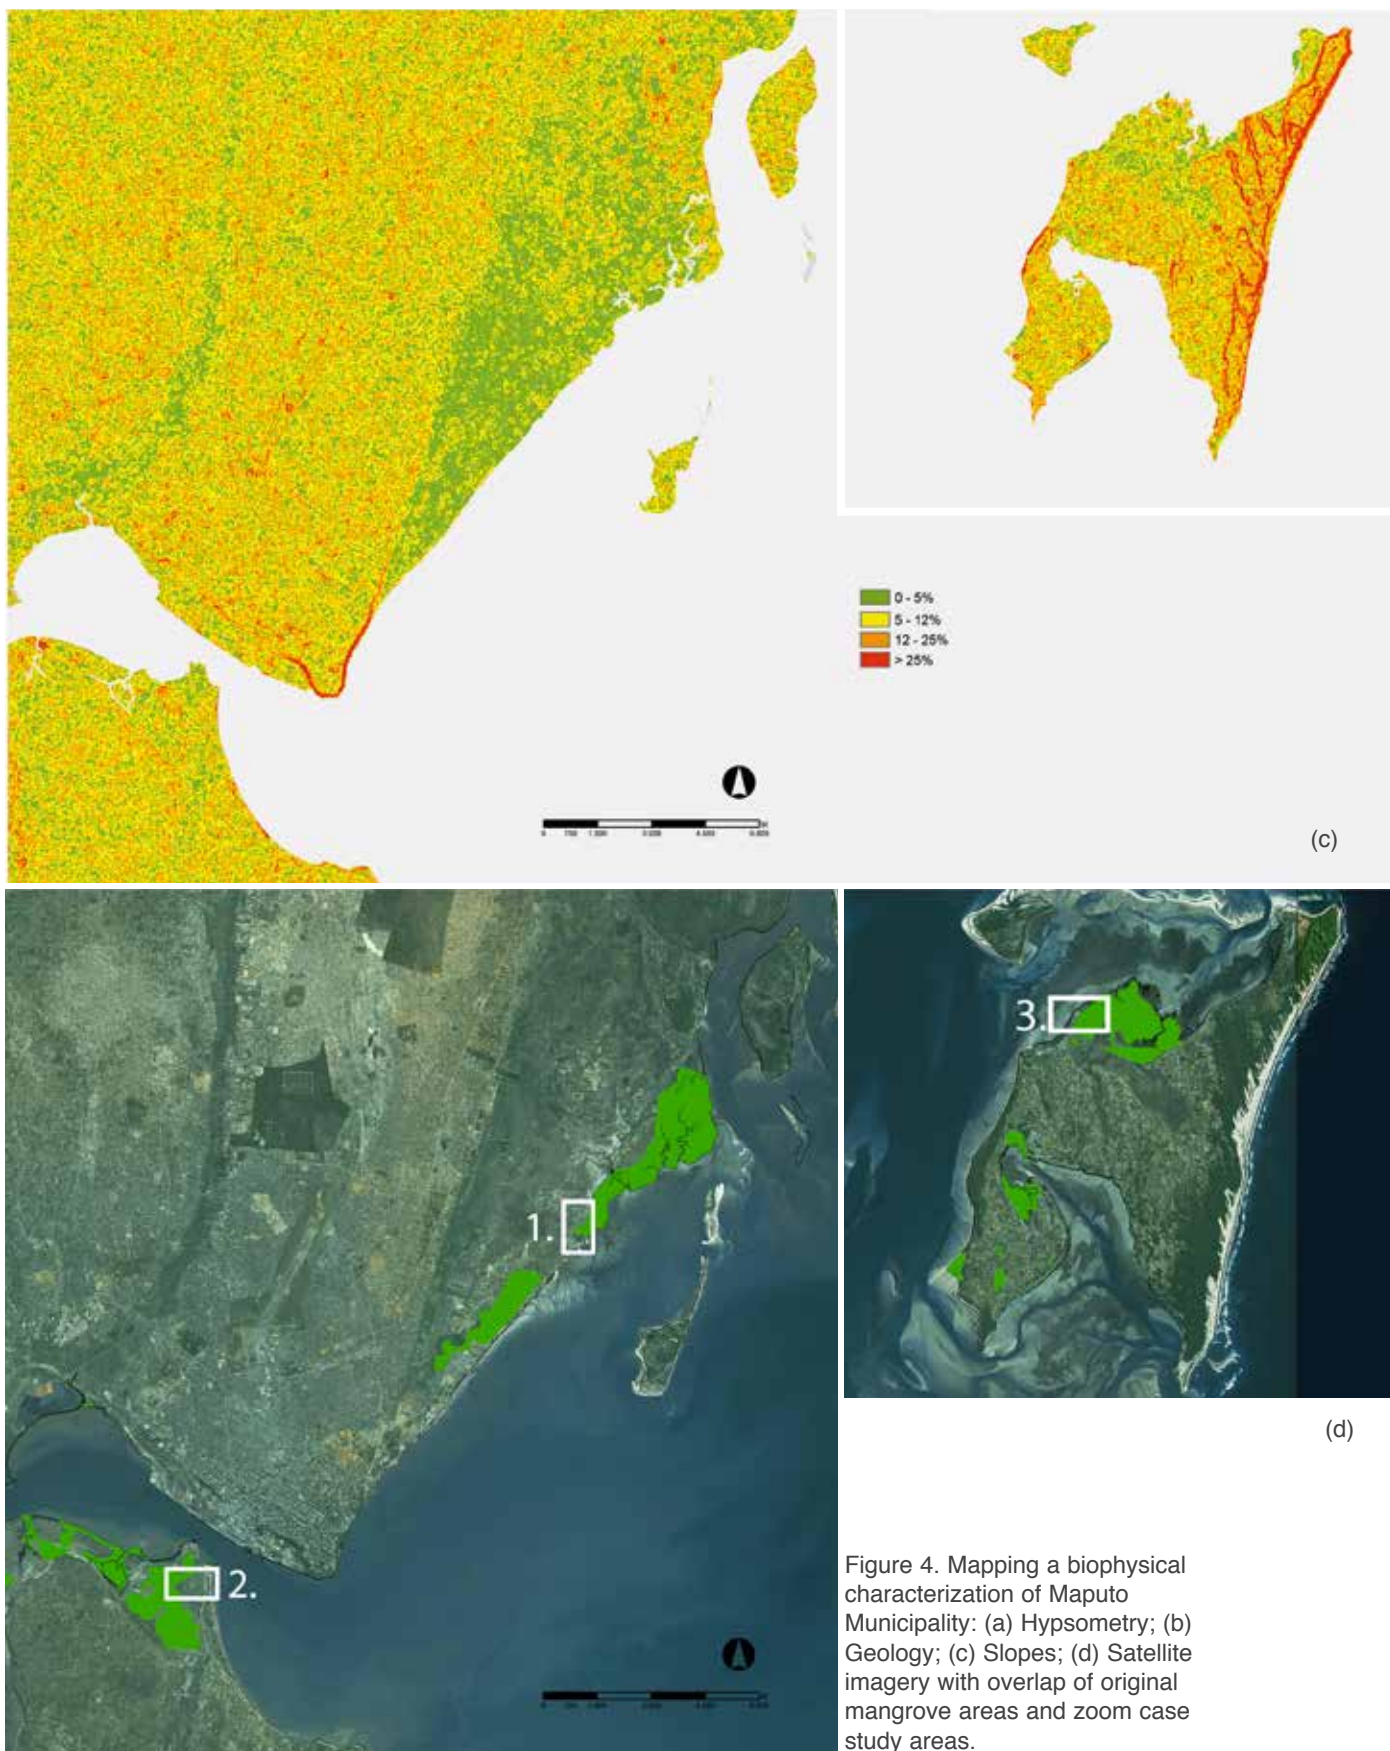 0 - 5%
5 - 12%
12 - 25%
> 25%
(c)
1.
2.
3.
(d)
Figure 4. Mapping a biophysical
characterization of Maputo
Municipality: (a) Hypsometry; (b)
Geology; (c) Slopes; (d) Satellite
imagery with overlap of original
mangrove areas and zoom case
study areas.